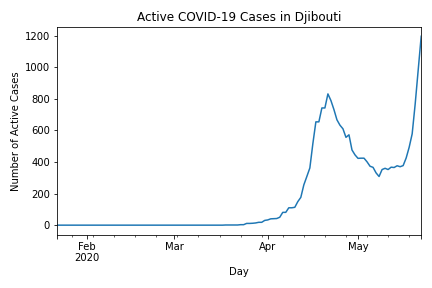 Active COVID-19 Cases in Djibouti
Number of Active Cases
1200
1000
800
600
400
200
0
Feb
2020
Mar
Apr
May
Day